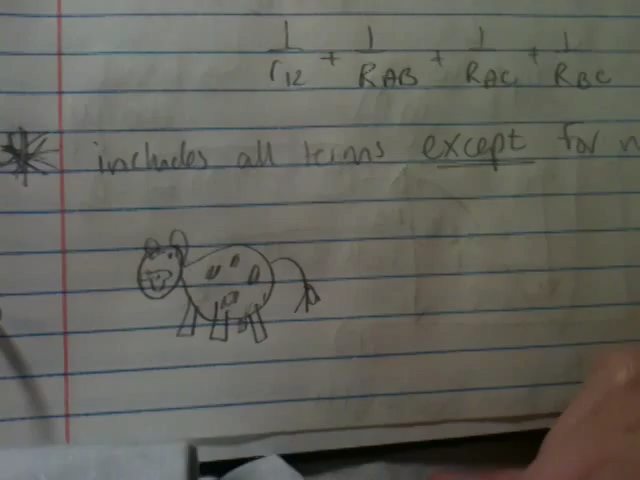 1/r12 + 1/RAB + 1/RAC + 1/RBC
* includes all terms except for